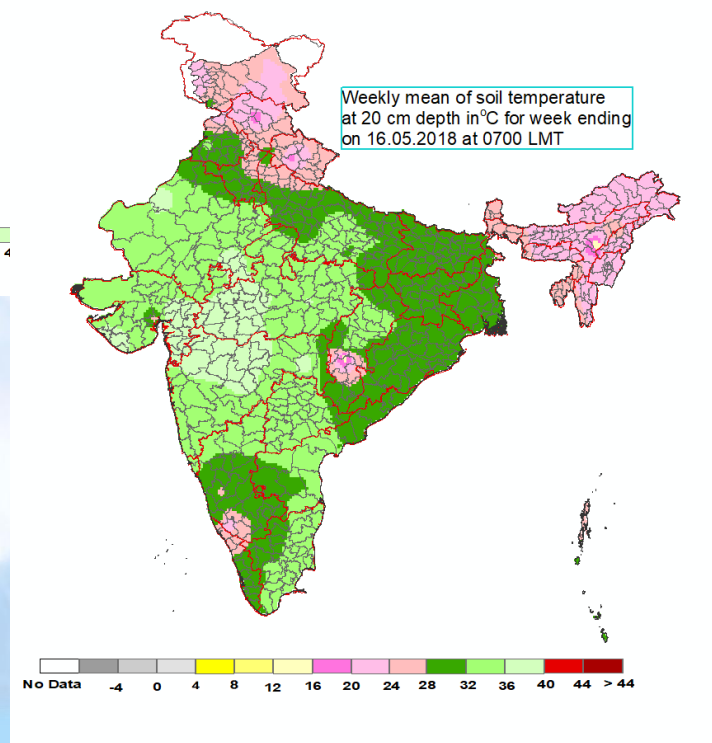 Weekly mean of soil temperature
at 20 cm depth in°C for week ending
on 16.05.2018 at 0700 LMT
4
No Data -4 0 4 8 12 16 20 24 28 32 36 40 44 > 44